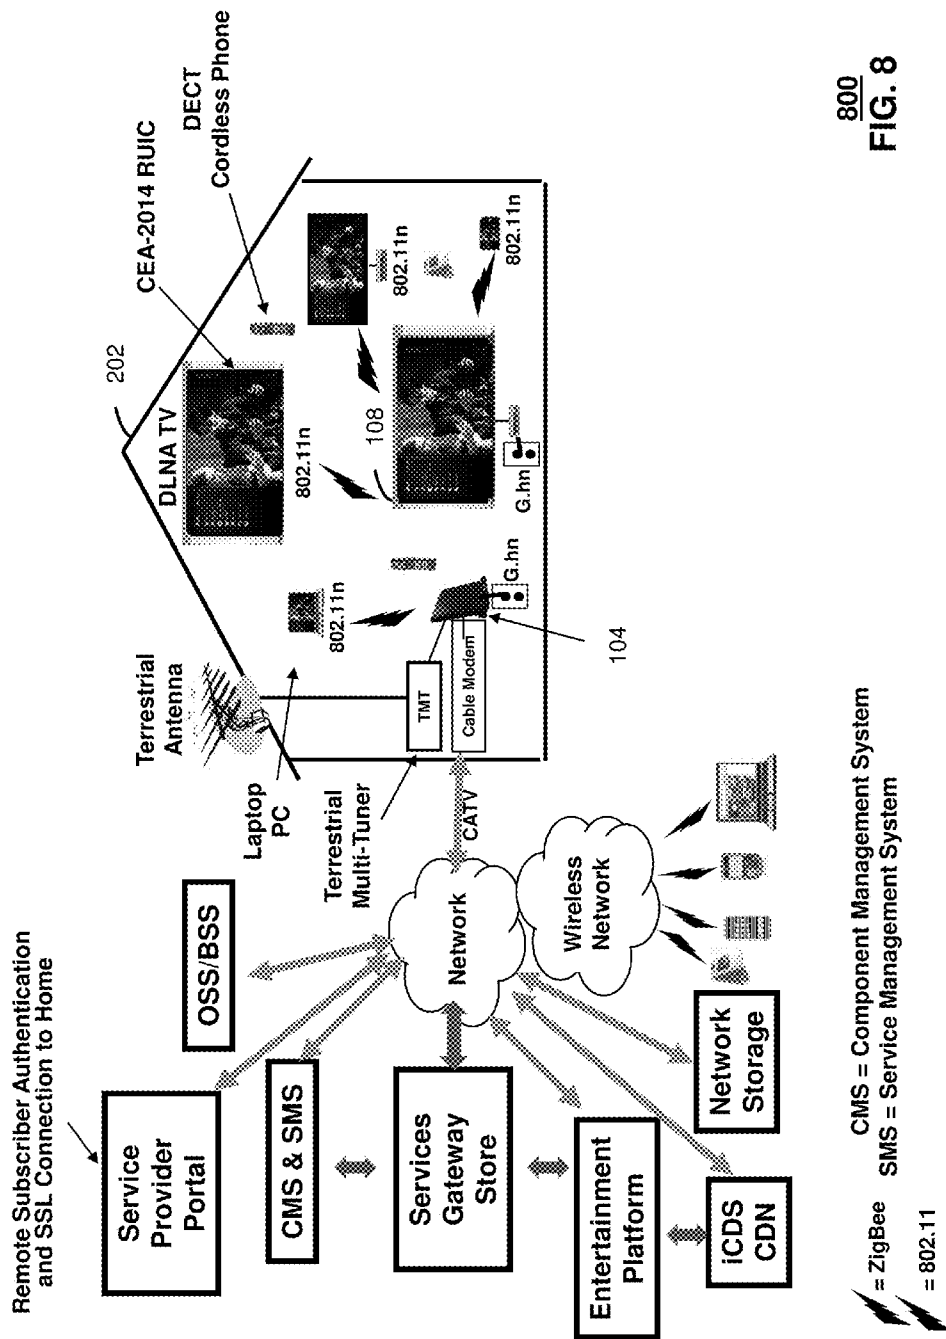 Remote Subscriber Authentication
and SSL Connection to Home
Service
Provider
Portal
OSS/BSS
CMS & SMS
Services
Gateway
Store
Entertainment
Platform
iCDS
CDN
Network
Storage
Network
Wireless
Network
CATV
Terrestrial
Antenna
Laptop
PC
Terrestrial
Multi-Tuner
TMT
Cable Modem
104
802.11n
G.hn
DLNA TV
202
802.11n
108
G.hn
CEA-2014 RUIC
DECT
Cordless Phone
802.11n
802.11n
= ZigBee
= 802.11
CMS = Component Management System
SMS = Service Management System
800
FIG. 8